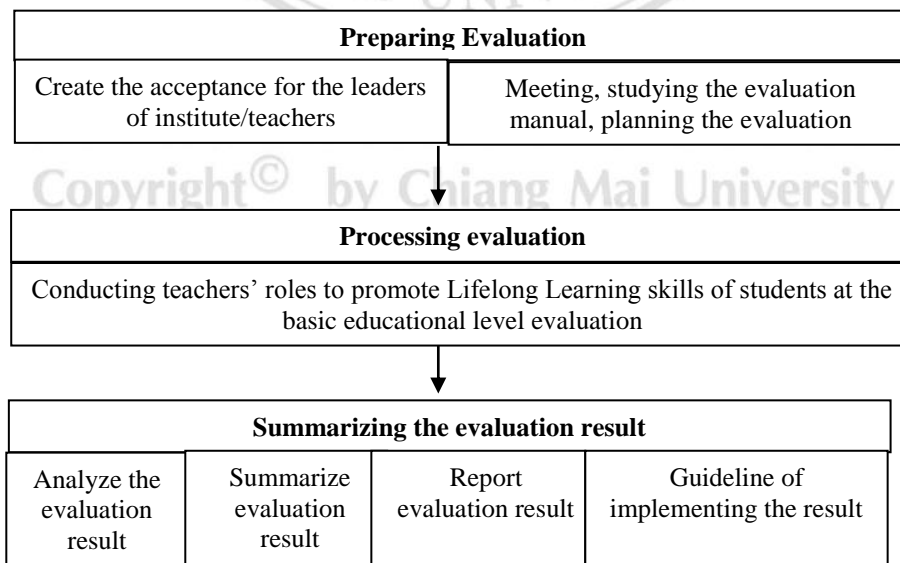 UNIV
Preparing Evaluation
Create the acceptance for the leaders
of institute/teachers
Meeting, studying the evaluation
manual, planning the evaluation
Copyright© by Chiang Mai University
Processing evaluation
Conducting teachers’ roles to promote Lifelong Learning skills of students at the
basic educational level evaluation
Summarizing the evaluation result
Analyze the
evaluation
result
Summarize
evaluation
result
Report
evaluation result
Guideline of
implementing the result